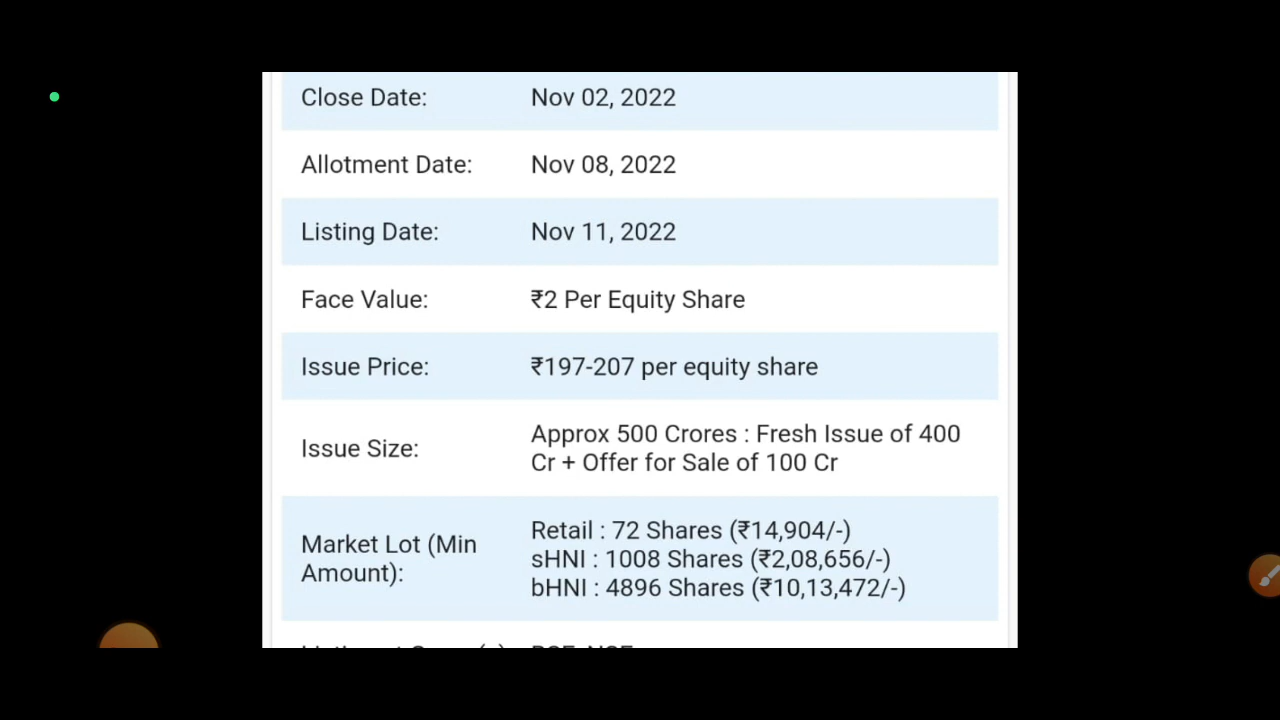 Close Date: Nov 02, 2022
Allotment Date: Nov 08, 2022
Listing Date: Nov 11, 2022
Face Value: ₹2 Per Equity Share
Issue Price: ₹197-207 per equity share
Issue Size: Approx 500 Crores : Fresh Issue of 400
Cr + Offer for Sale of 100 Cr
Market Lot (Min
Amount):
Retail : 72 Shares (₹14,904/-)
sHNI : 1008 Shares (₹2,08,656/-)
bHNI : 4896 Shares (₹10,13,472/-)